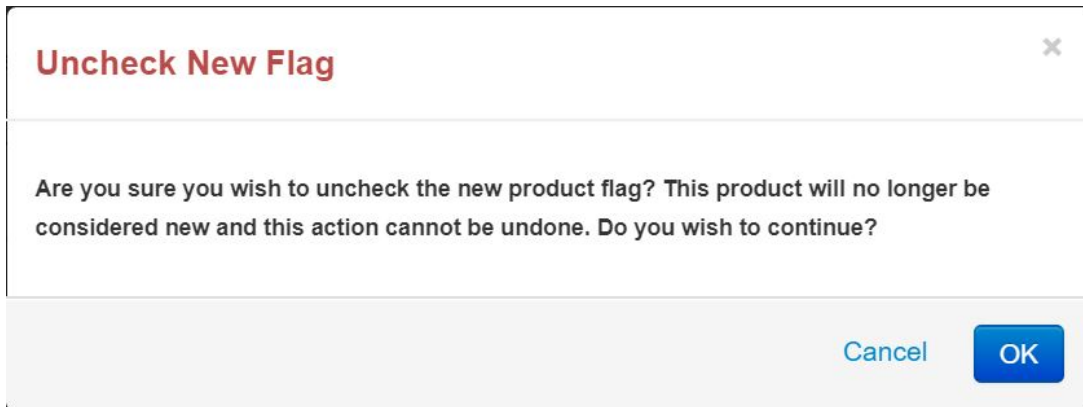 Uncheck New Flag
×
Are you sure you wish to uncheck the new product flag? This product will no longer be
considered new and this action cannot be undone. Do you wish to continue?
Cancel
OK